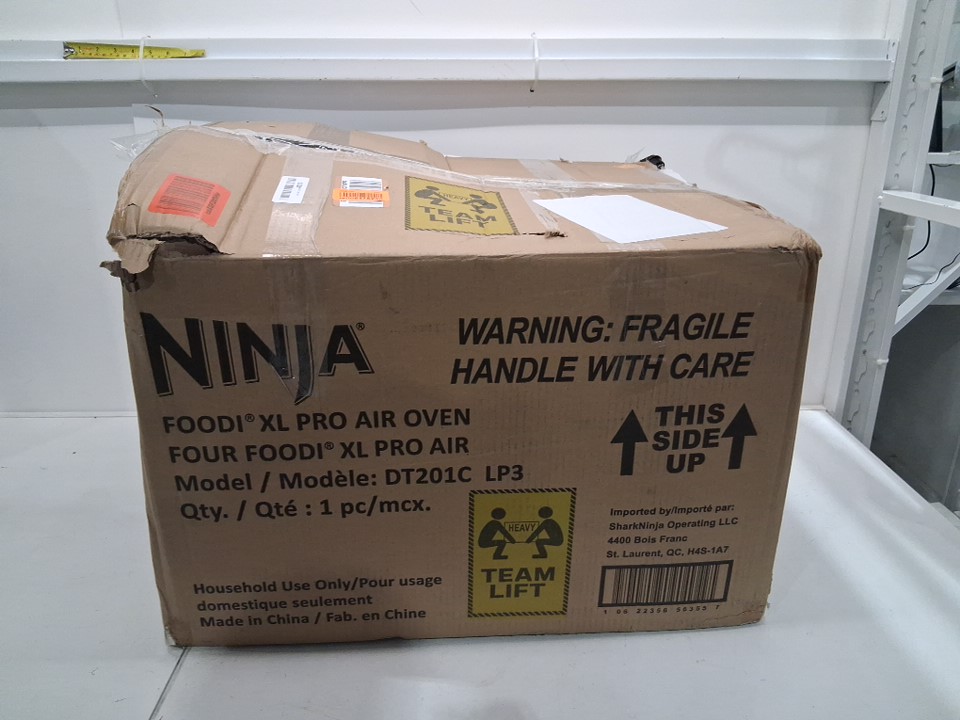 HEAVY
TEAM
LIFT
NINJA®
WARNING: FRAGILE
HANDLE WITH CARE
FOODI® XL PRO AIR OVEN
FOUR FOODI® XL PRO AIR
Model / Modèle: DT201C LP3
Qty. / Qté : 1 pc/mcx.
THIS
SIDE
UP
HEAVY
TEAM
LIFT
Imported by/Importé par:
SharkNinja Operating LLC
4400 Bois Franc
St. Laurent, QC, H4S-1A7
Household Use Only/Pour usage
domestique seulement
Made in China / Fab. en Chine